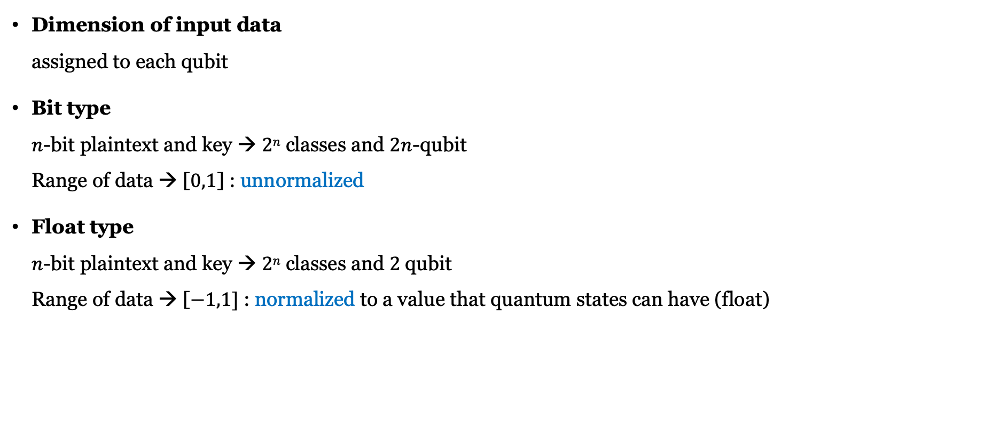 • Dimension of input data
assigned to each qubit
• Bit type
n-bit plaintext and key → 2ⁿ classes and 2n-qubit
Range of data → [0,1] : unnormalized
• Float type
n-bit plaintext and key → 2ⁿ classes and 2 qubit
Range of data → [−1,1] : normalized to a value that quantum states can have (float)